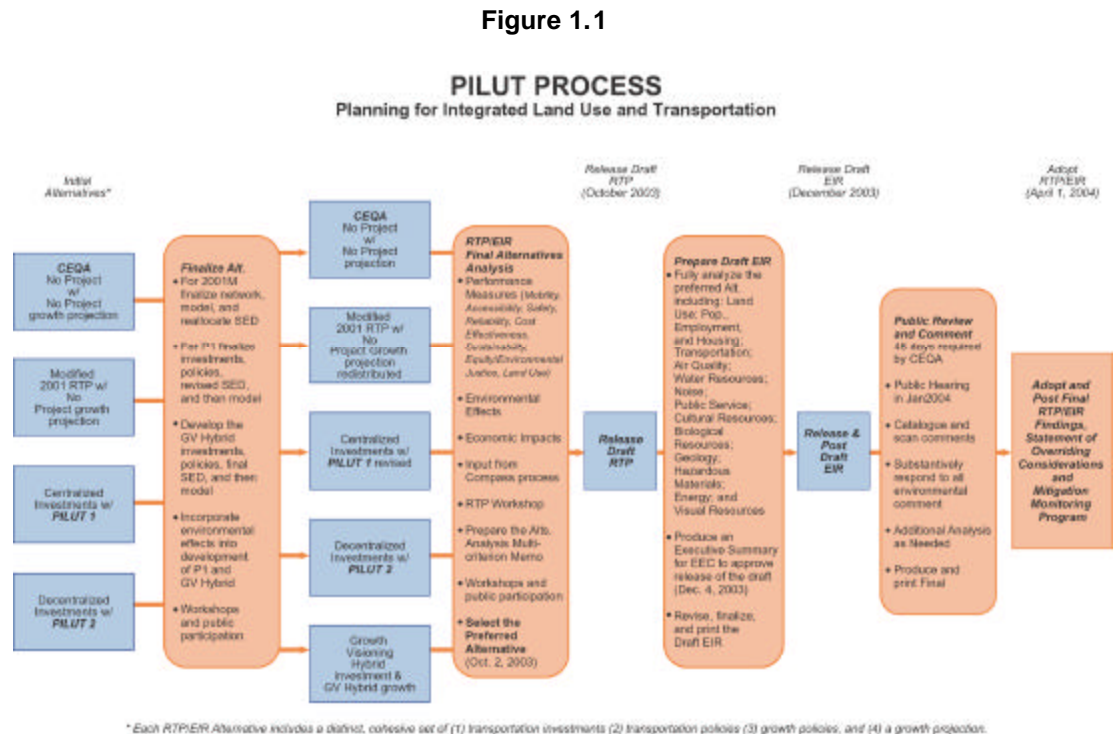 Figure 1.1
PILUT PROCESS
Planning for Integrated Land Use and Transportation
Initial
Alternatives*
CEQA
No Project
w/
No Project
growth projection
Modified
2001 RTP w/
No
Project growth
projection
Centralized
Investments w/
PILUT 1
Decentralized
Investments w/
PILUT 2
Finalize Alt.
• For 2001M
finalize network,
model, and
reallocate SED
• For P1 finalize
investments,
policies,
revised SED,
and then model
• Develop the
GV Hybrid
investments,
policies, final
SED, and then
model
• Incorporate
environmental
effects into
development
of P1 and
GV Hybrid
• Workshops
and public
participation
CEQA
No Project
w/
No Project
projection
Modified
2001 RTP w/
No
Project Growth
projection
redistributed
Centralized
Investments w/
PILUT 1 revised
Decentralized
Investments w/
PILUT 2
Growth
Visioning
Hybrid
Investment &
GV Hybrid growth
RTP/EIR
Final Alternatives
Analysis
• Performance
Measures (Mobility,
Accessibility, Safety,
Reliability, Cost
Effectiveness,
Sustainability,
Equity/Environmental
Justice, Land Use)
• Environmental
Effects
• Economic Impacts
• Input from
Compass process
• RTP Workshop
• Prepare the Alts.
Analysis Multi-
criterion Memo
• Workshops and
public participation
• Select the
Preferred
Alternative
(Oct. 2, 2003)
Release Draft
RTP
(October 2003)
Release
Draft
RTP
Prepare Draft EIR
• Fully analyze the
preferred Alt.
including: Land
Use; Pop.,
Employment,
and Housing;
Transportation;
Air Quality;
Water Resources;
Noise;
Public Service;
Cultural Resources;
Biological
Resources;
Geology;
Hazardous
Materials;
Energy; and
Visual Resources
• Produce an
Executive Summary
for EEC to approve
release of the draft
(Dec. 4, 2003)
• Revise, finalize,
and print the
Draft EIR
Release Draft
EIR
(December 2003)
Release &
Post
Draft
EIR
Public Review
and Comment
45 days required
by CEQA
• Public Hearing
in Jan2004
• Catalogue and
scan comments
• Substantively
respond to all
environmental
comment
• Additional Analysis
as Needed
• Produce and
print Final
Adopt
RTP/EIR
(April 1, 2004)
Adopt and
Post Final
RTP/EIR
Findings,
Statement of
Overriding
Considerations
and
Mitigation
Monitoring
Program
* Each RTP/EIR Alternative includes a distinct, cohesive set of (1) transportation investments (2) transportation policies (3) growth policies, and (4) a growth projection.